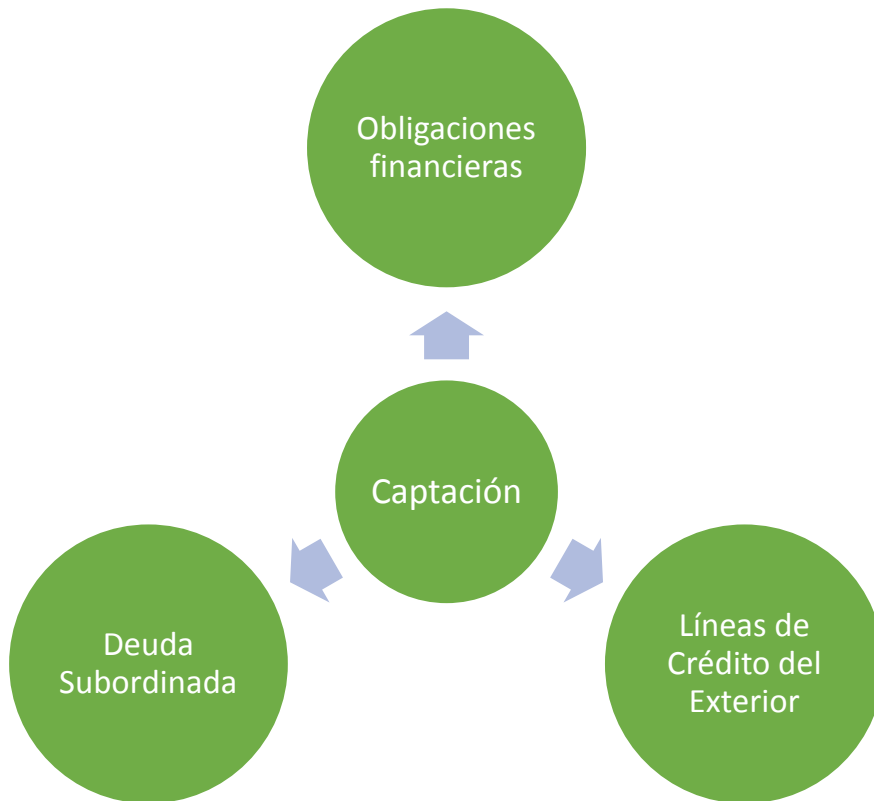 Obligaciones
financieras
Captación
Deuda
Subordinada
Líneas de
Crédito del
Exterior